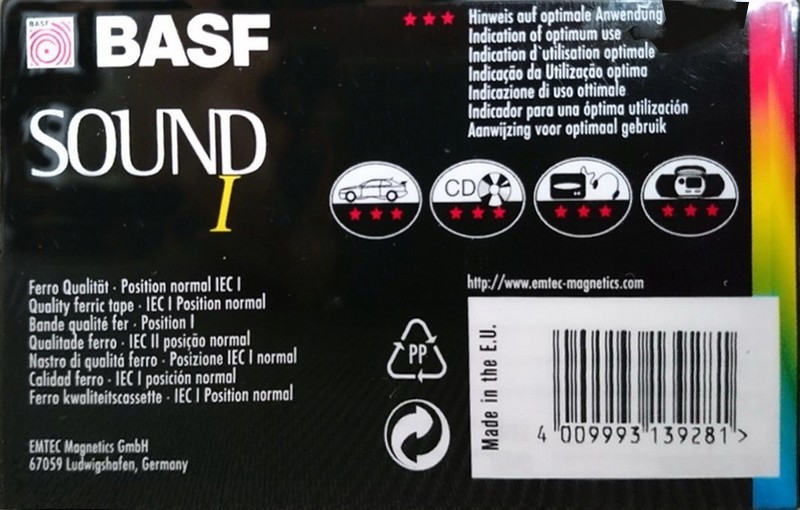 BASF
BASF
SOUND
I
★★★ Hinweis auf optimale Anwendung
Indication of optimum use
Indication d`utilisation optimale
Indicação da Utilização optima
Indicazione di uso ottimale
Indicador para una óptima utilización
Aanwijzing voor optimaal gebruik
CD
★★★ ★★★ ★★★ ★★★
Ferro Qualität · Position normal IEC I
Quality ferric tape · IEC I Position normal
Bande qualité fer · Position I
Qualidade ferro · IEC II posição normal
Nastro di qualitá ferro · Posizione IEC I normal
Calidad ferro · IEC I posición normal
Ferro kwaliteitscassette · IEC I Position normal
EMTEC Magnetics GmbH
67059 Ludwigshafen, Germany
PP
http://www.emtec-magnetics.com
Made in the E.U.
4 009993 139281 >